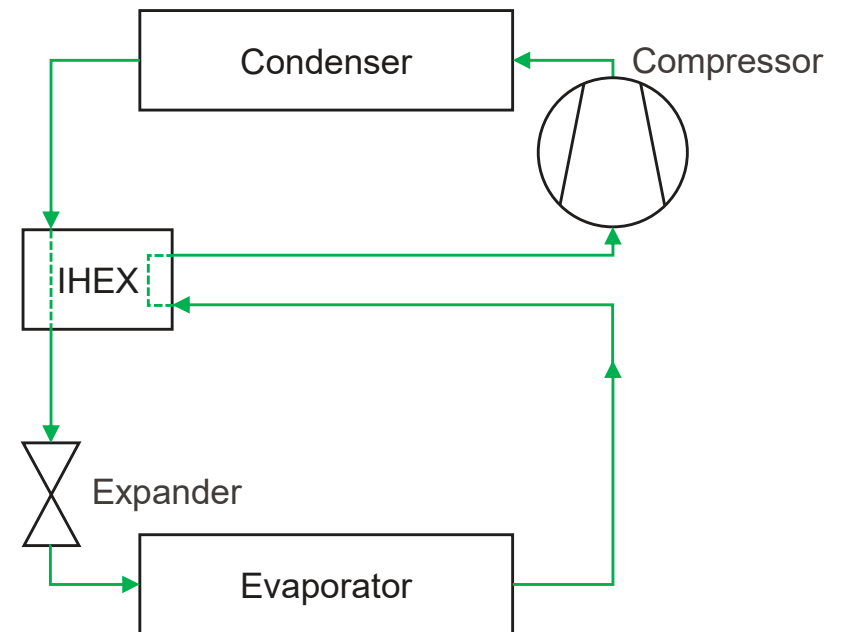 Condenser
Compressor
IHEX
Expander
Evaporator